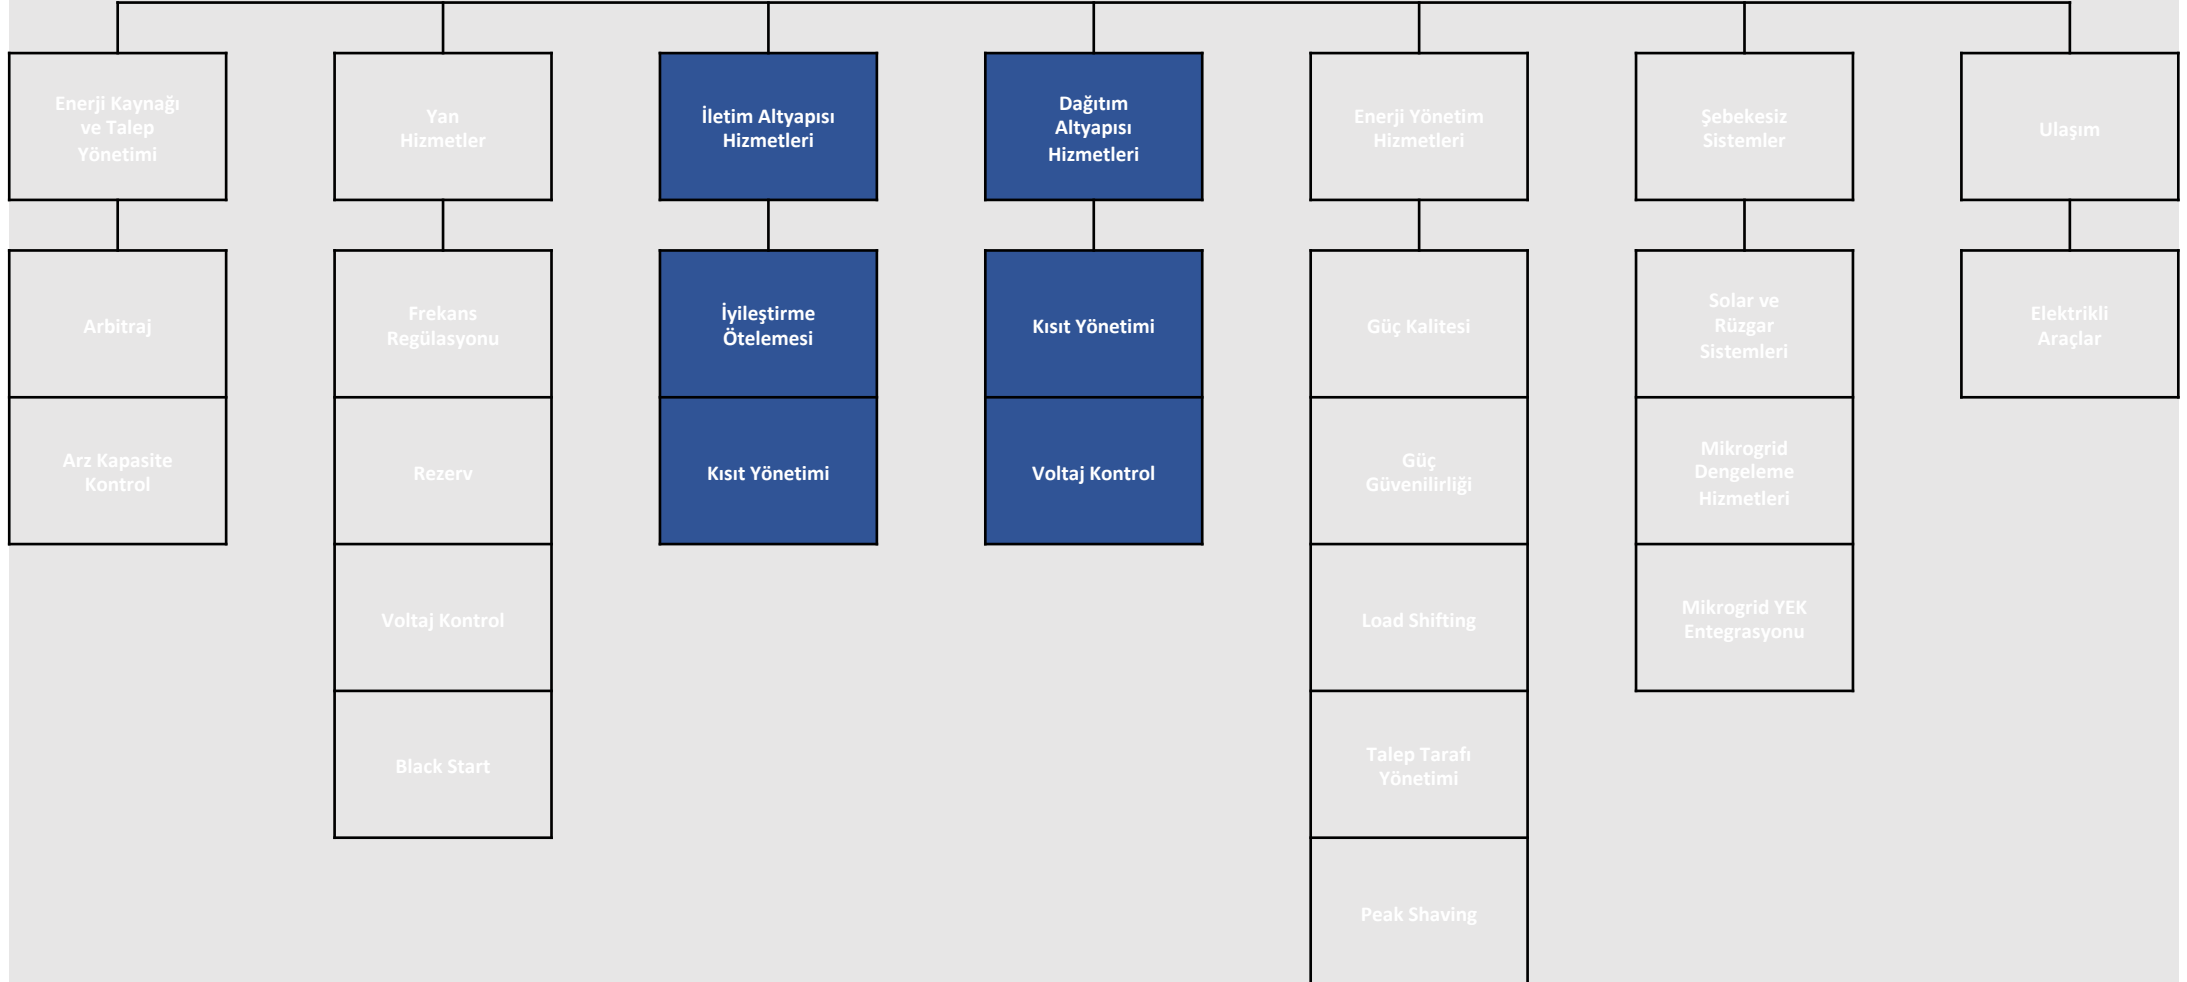 Enerji Kaynağı
ve Talep
Yönetimi
Yan
Hizmetler
İletim Altyapısı
Hizmetleri
Dağıtım
Altyapısı
Hizmetleri
Enerji Yönetim
Hizmetleri
Şebekesiz
Sistemler
Ulaşım
Arbitraj
Frekans
Regülasyonu
İyileştirme
Ötelemesi
Kısıt Yönetimi
Güç Kalitesi
Solar ve
Rüzgar
Sistemleri
Elektrikli
Araçlar
Arz Kapasite
Kontrol
Rezerv
Kısıt Yönetimi
Voltaj Kontrol
Güç
Güvenilirliği
Mikrogrid
Dengeleme
Hizmetleri
Voltaj Kontrol
Load Shifting
Mikrogrid YEK
Entegrasyonu
Black Start
Talep Tarafı
Yönetimi
Peak Shaving